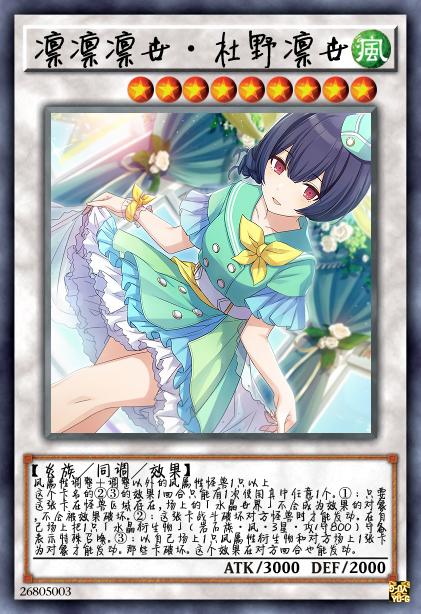 凛凛凛世・杜野凛世
風
【炎族／同调／效果】
风属性调整＋调整以外的风属性怪兽1只以上
这个卡名的②③的效果1回合只能有1次使用其中任意1个。①：只要
这张卡在怪兽区域存在，场上的「水晶世界」不会成为效果的对象
，不会被效果破坏。②：这张卡战斗破坏对方怪兽时才能发动。在自
己场上把1只「水晶衍生物」（岩石族・风・3星・攻/守800）守备
表示特殊召唤。③：以自己场上1只风属性衍生物和对方场上1张卡
为对象才能发动。那些卡破坏。这个效果在对方回合也能发动。
ATK/3000 DEF/2000
26805003